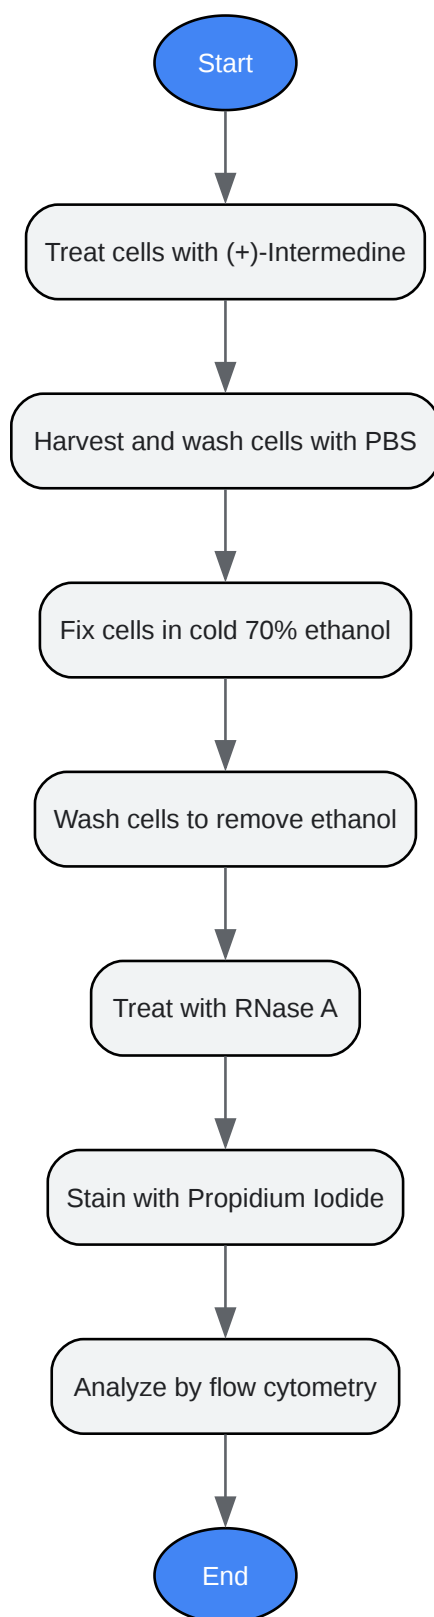 Start
Treat cells with (+)-Intermedine
Harvest and wash cells with PBS
Fix cells in cold 70% ethanol
Wash cells to remove ethanol
Treat with RNase A
Stain with Propidium Iodide
Analyze by flow cytometry
End